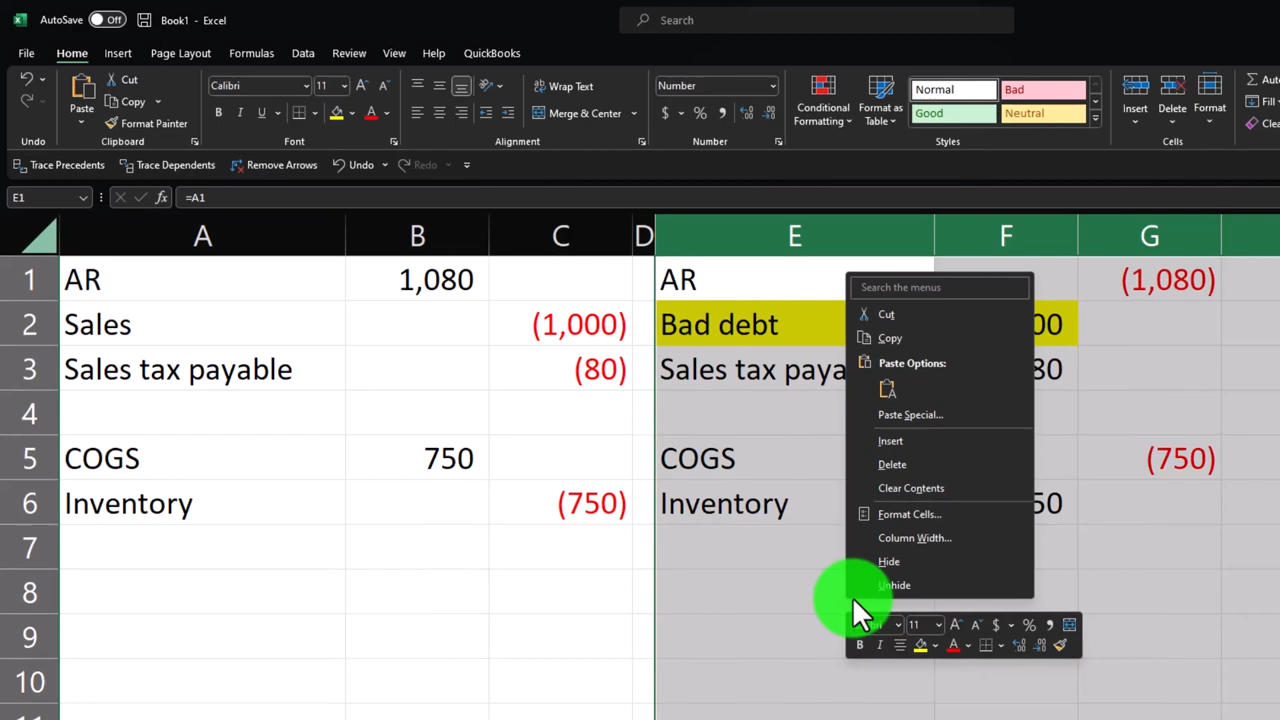 AutoSave Off Book1 - Excel Search
File Home Insert Page Layout Formulas Data Review View Help QuickBooks
Cut Calibri 11 Wrap Text Number Normal Bad
Paste Copy Conditional Format as Insert Delete Format Fill
Format Painter Merge & Center Formatting Table Good Neutral
Undo Clipboard Font Alignment Number Styles Cells
Trace Precedents Trace Dependents Remove Arrows Undo Redo
E1 fx =A1
A B C D E F G
1 AR 1,080 AR (1,080)
Search the menus
2 Sales (1,000) Bad debt
Cut
Copy
3 Sales tax payable (80) Sales tax
Paste Options:
4
Paste Special...
Insert
5 COGS 750 COGS (750)
Delete
Clear Contents
6 Inventory (750) Inventory
Format Cells...
Column Width...
7
Hide
Unhide
8
11 $ %
9
B I A
10